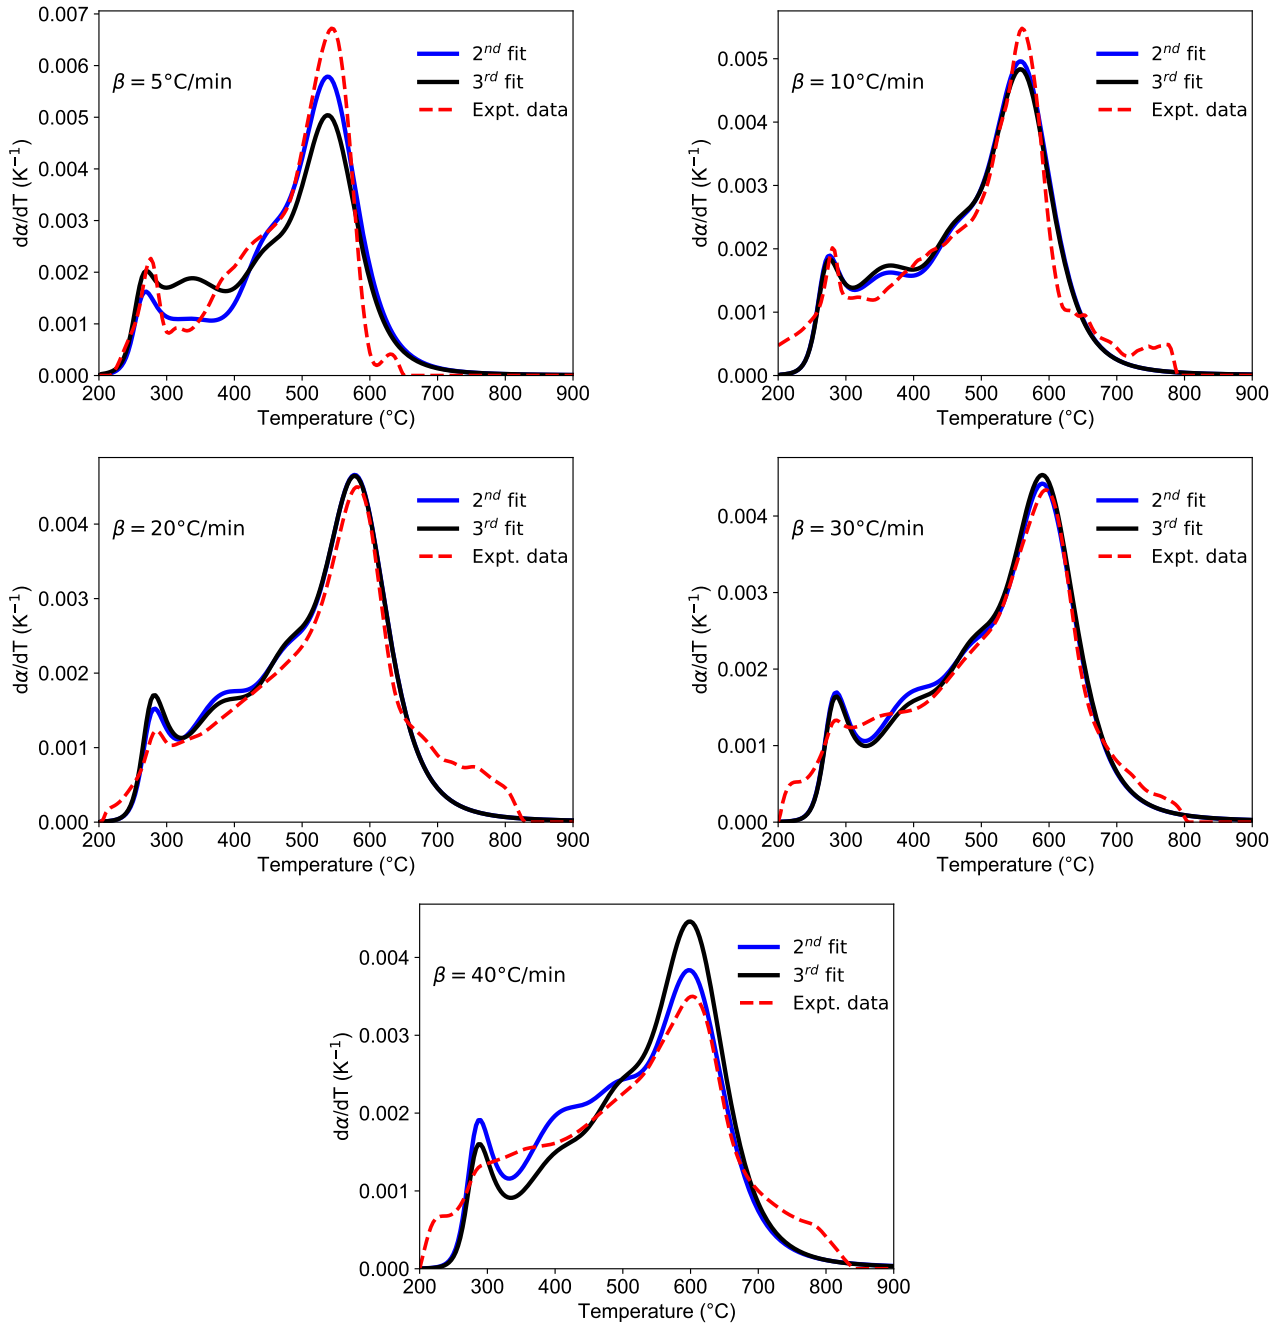 0.007
0.006
0.005
0.004
0.003
0.002
0.001
0.000
dα/dT (K⁻¹)
β = 5°C/min
2ⁿᵈ fit
3ʳᵈ fit
Expt. data
200 300 400 500 600 700 800 900
Temperature (°C)
0.005
0.004
0.003
0.002
0.001
0.000
dα/dT (K⁻¹)
β = 10°C/min
2ⁿᵈ fit
3ʳᵈ fit
Expt. data
200 300 400 500 600 700 800 900
Temperature (°C)
0.004
0.003
0.002
0.001
0.000
dα/dT (K⁻¹)
β = 20°C/min
2ⁿᵈ fit
3ʳᵈ fit
Expt. data
200 300 400 500 600 700 800 900
Temperature (°C)
0.004
0.003
0.002
0.001
0.000
dα/dT (K⁻¹)
β = 30°C/min
2ⁿᵈ fit
3ʳᵈ fit
Expt. data
200 300 400 500 600 700 800 900
Temperature (°C)
0.004
0.003
0.002
0.001
0.000
dα/dT (K⁻¹)
β = 40°C/min
2ⁿᵈ fit
3ʳᵈ fit
Expt. data
200 300 400 500 600 700 800 900
Temperature (°C)